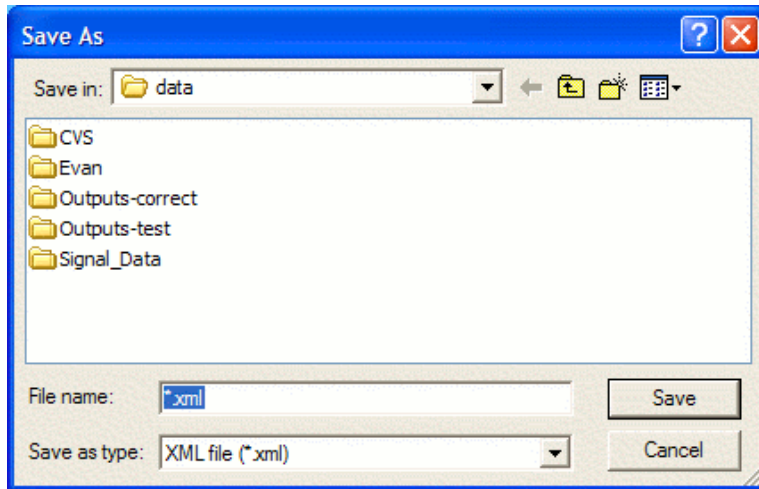 Save As
Save in: data
CVS
Evan
Outputs-correct
Outputs-test
Signal_Data
File name: *.xml Save
Save as type: XML file (*.xml) Cancel